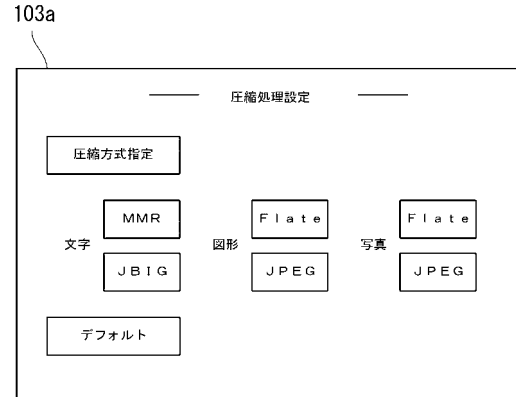 103a
圧縮処理設定
圧縮方式指定
MMR Flate Flate
文字 図形 写真
JBIG JPEG JPEG
デフォルト